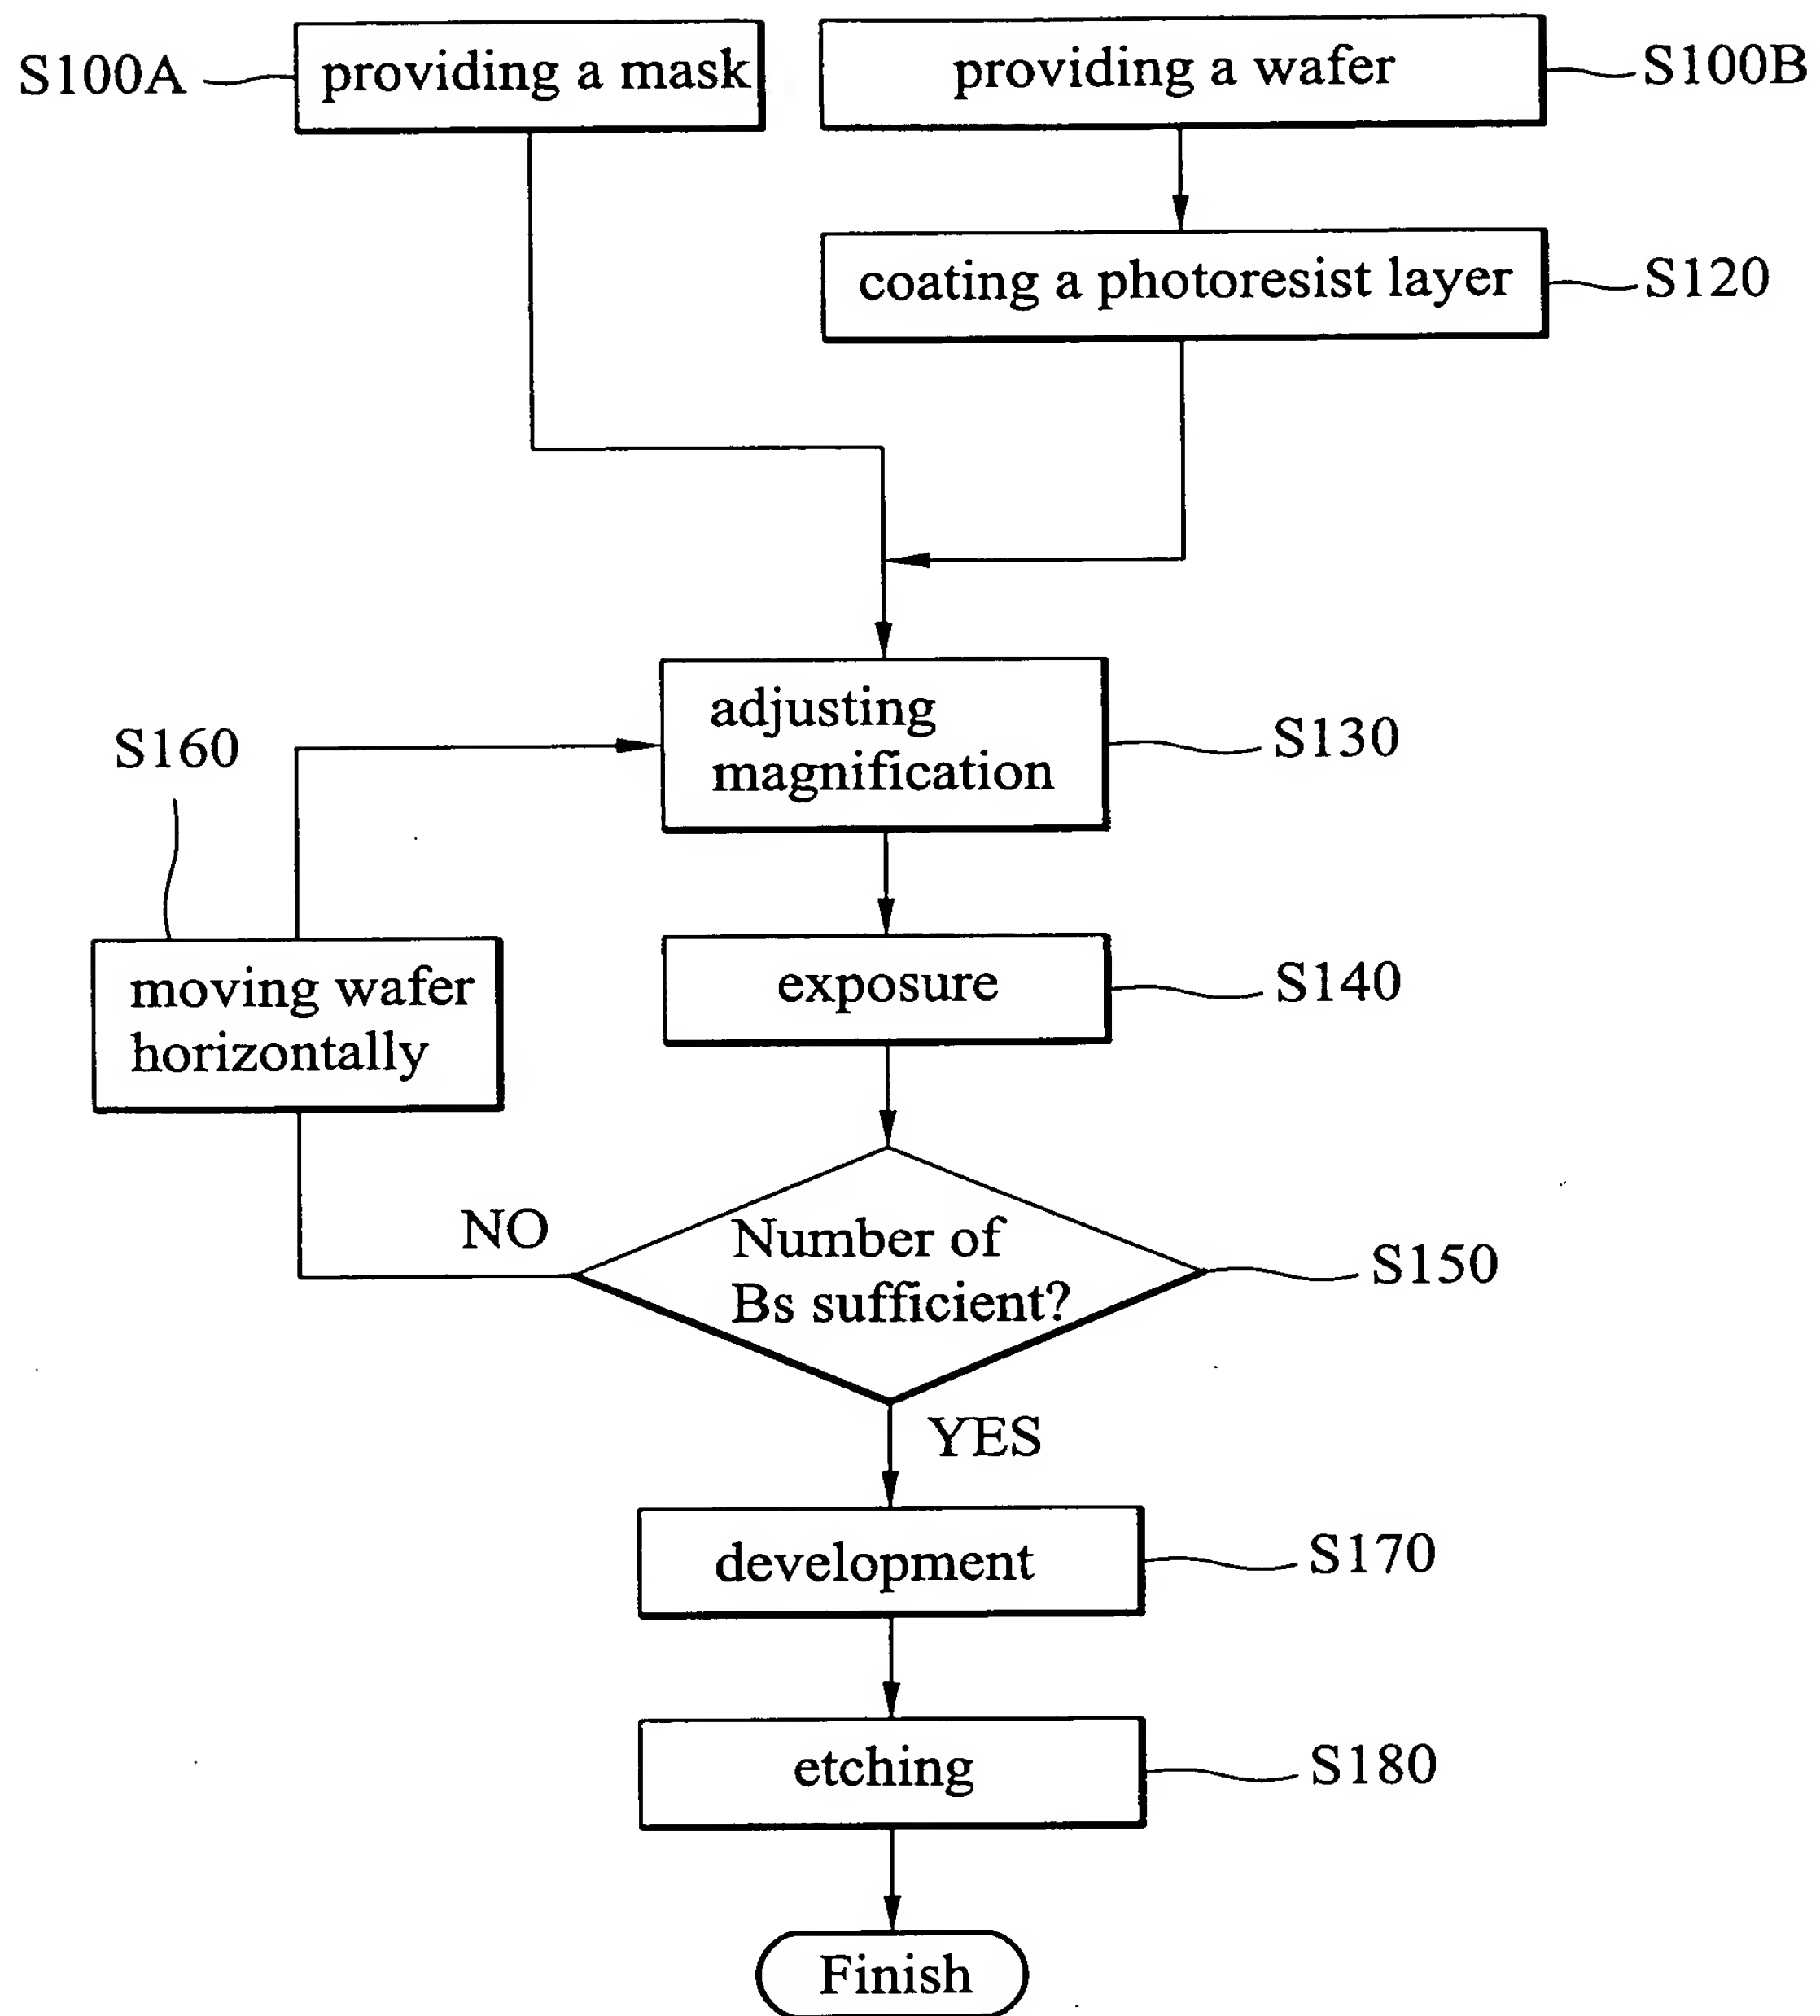 S100A
providing a mask
providing a wafer
S100B
coating a photoresist layer
S120
adjusting
magnification
S130
S160
moving wafer
horizontally
exposure
S140
NO
Number of
Bs sufficient?
S150
YES
development
S170
etching
S180
Finish